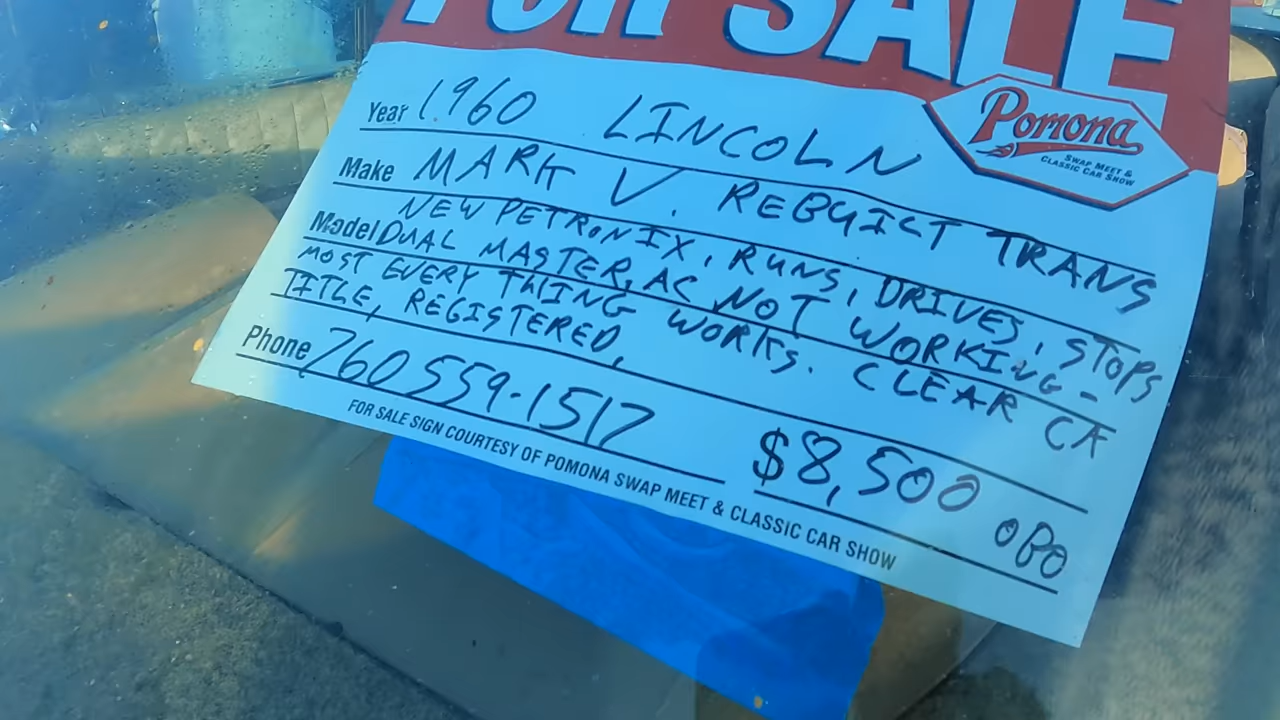 FOR SALE
Pomona
SWAP MEET &
CLASSIC CAR SHOW
Year 1960 LINCOLN
Make MARK V. REBUILT TRANS
NEW PETRONIX, RUNS, DRIVES, STOPS
Model DUAL MASTER, AC NOT WORKING -
MOST EVERY THING WORKS. CLEAR CA
TITLE, REGISTERED,
Phone 760 559-1517 $8,500 OBO
FOR SALE SIGN COURTESY OF POMONA SWAP MEET & CLASSIC CAR SHOW